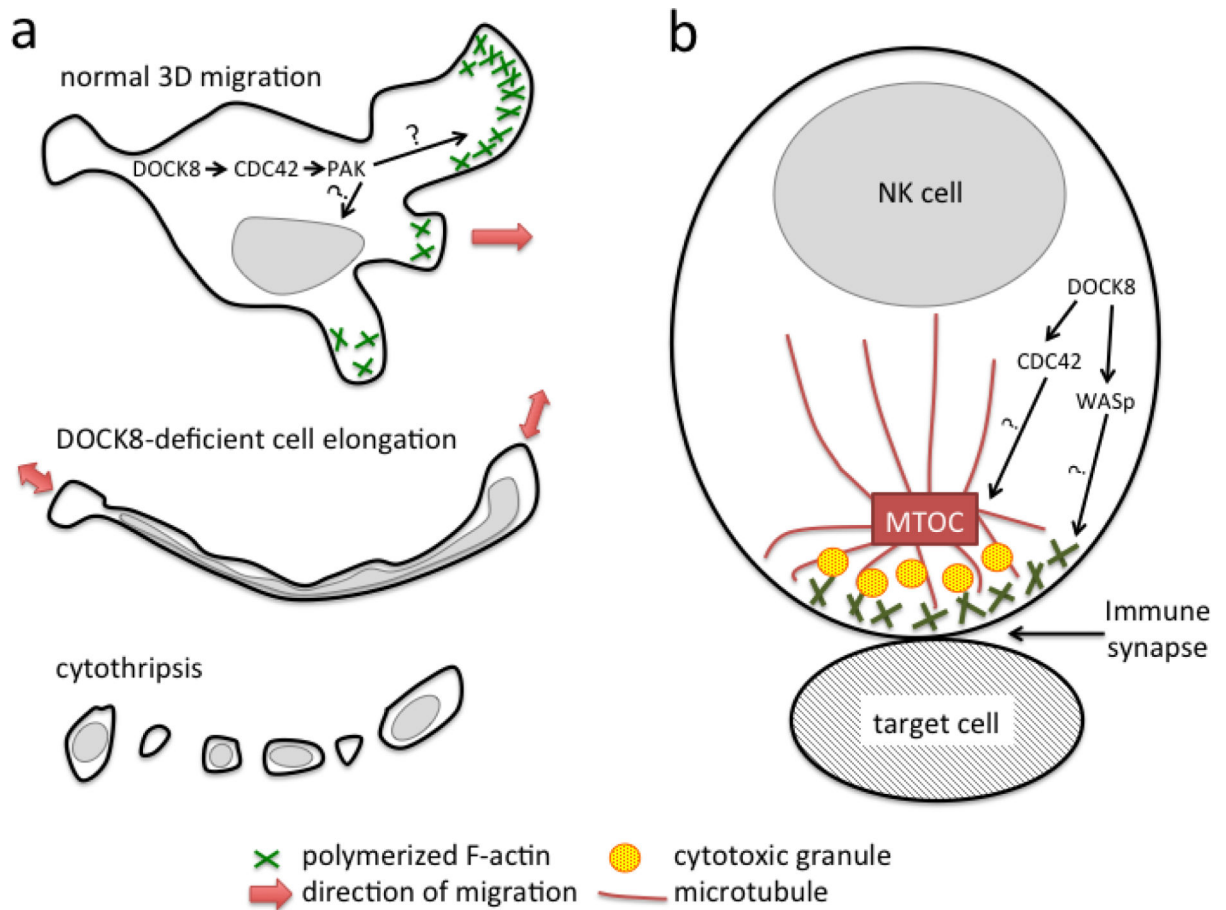 a
normal 3D migration
DOCK8 → CDC42 → PAK
?
?
DOCK8-deficient cell elongation
cytothripsis
b
NK cell
DOCK8
CDC42
WASp
?
?
MTOC
Immune
synapse
target cell
polymerized F-actin
direction of migration
cytotoxic granule
microtubule